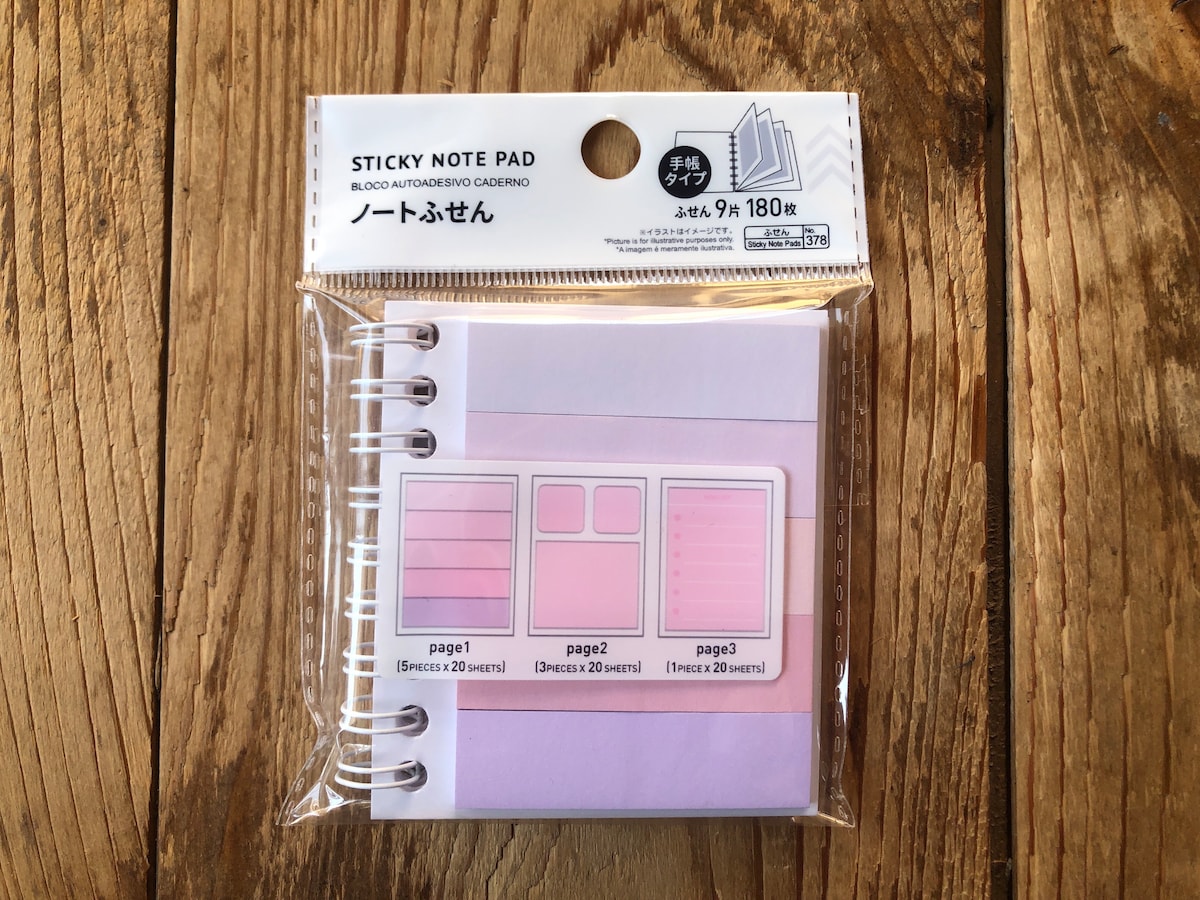 STICKY NOTE PAD
BLOCO AUTOADESIVO CADERNO
ノートふせん
手帳
タイプ
ふせん 9片 180枚
※イラストはイメージです。
*Picture is for illustrative purposes only.
*A imagem è meramente ilustrativa.
ふせん
Sticky Note Pads
No.
378
page1
(5PIECES X 20 SHEETS)
page2
(3PIECES X 20 SHEETS)
page3
(1PIECE X 20 SHEETS)